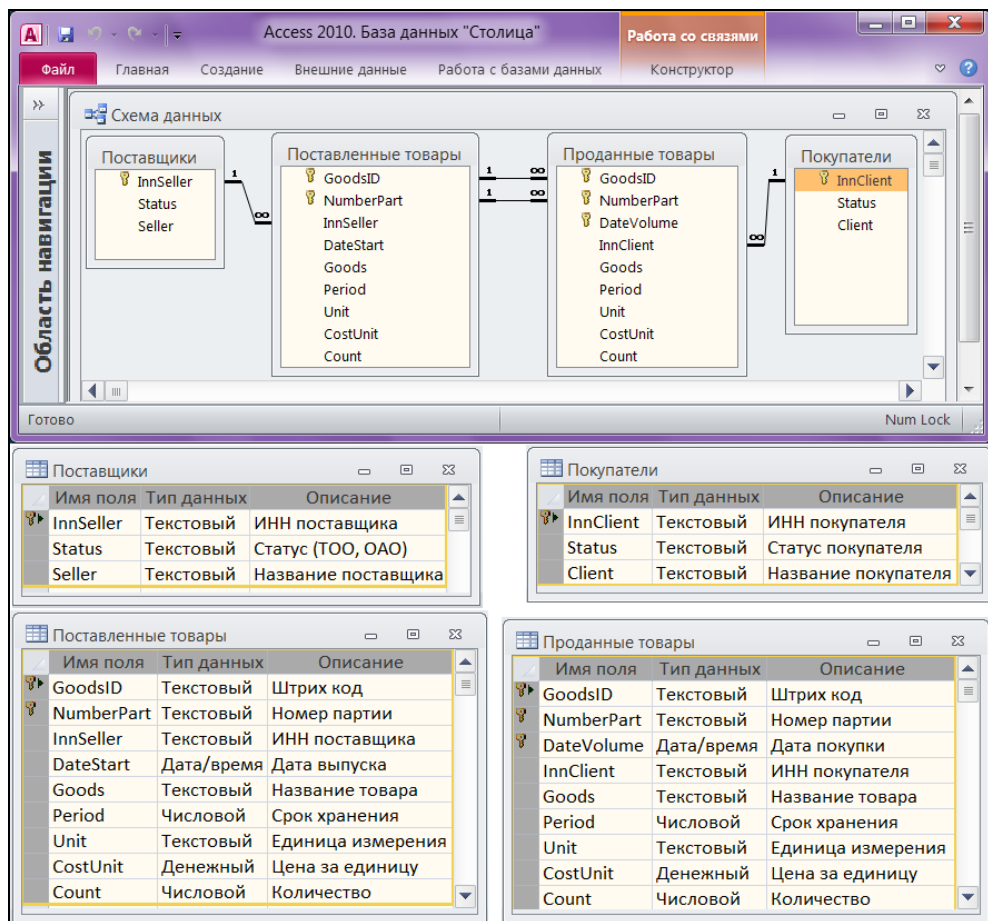 Access 2010. База данных "Столица"
Работа со связями
Файл Главная Создание Внешние данные Работа с базами данных Конструктор
Область навигации
Схема данных
Поставщики
InnSeller
Status
Seller
1
∞
Поставленные товары
GoodsID
NumberPart
InnSeller
DateStart
Goods
Period
Unit
CostUnit
Count
1 ∞
1 ∞
Проданные товары
GoodsID
NumberPart
DateVolume
InnClient
Goods
Period
Unit
CostUnit
Count
1
∞
Покупатели
InnClient
Status
Client
Готово Num Lock
Поставщики
Имя поля Тип данных Описание
InnSeller Текстовый ИНН поставщика
Status Текстовый Статус (ТОО, ОАО)
Seller Текстовый Название поставщика
Покупатели
Имя поля Тип данных Описание
InnClient Текстовый ИНН покупателя
Status Текстовый Статус покупателя
Client Текстовый Название покупателя
Поставленные товары
Имя поля Тип данных Описание
GoodsID Текстовый Штрих код
NumberPart Текстовый Номер партии
InnSeller Текстовый ИНН поставщика
DateStart Дата/время Дата выпуска
Goods Текстовый Название товара
Period Числовой Срок хранения
Unit Текстовый Единица измерения
CostUnit Денежный Цена за единицу
Count Числовой Количество
Проданные товары
Имя поля Тип данных Описание
GoodsID Текстовый Штрих код
NumberPart Текстовый Номер партии
DateVolume Дата/время Дата покупки
InnClient Текстовый ИНН покупателя
Goods Текстовый Название товара
Period Числовой Срок хранения
Unit Текстовый Единица измерения
CostUnit Денежный Цена за единицу
Count Числовой Количество